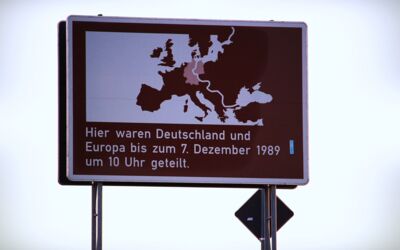 Hier waren Deutschland und
Europa bis zum 7. Dezember 1989
um 10 Uhr geteilt.